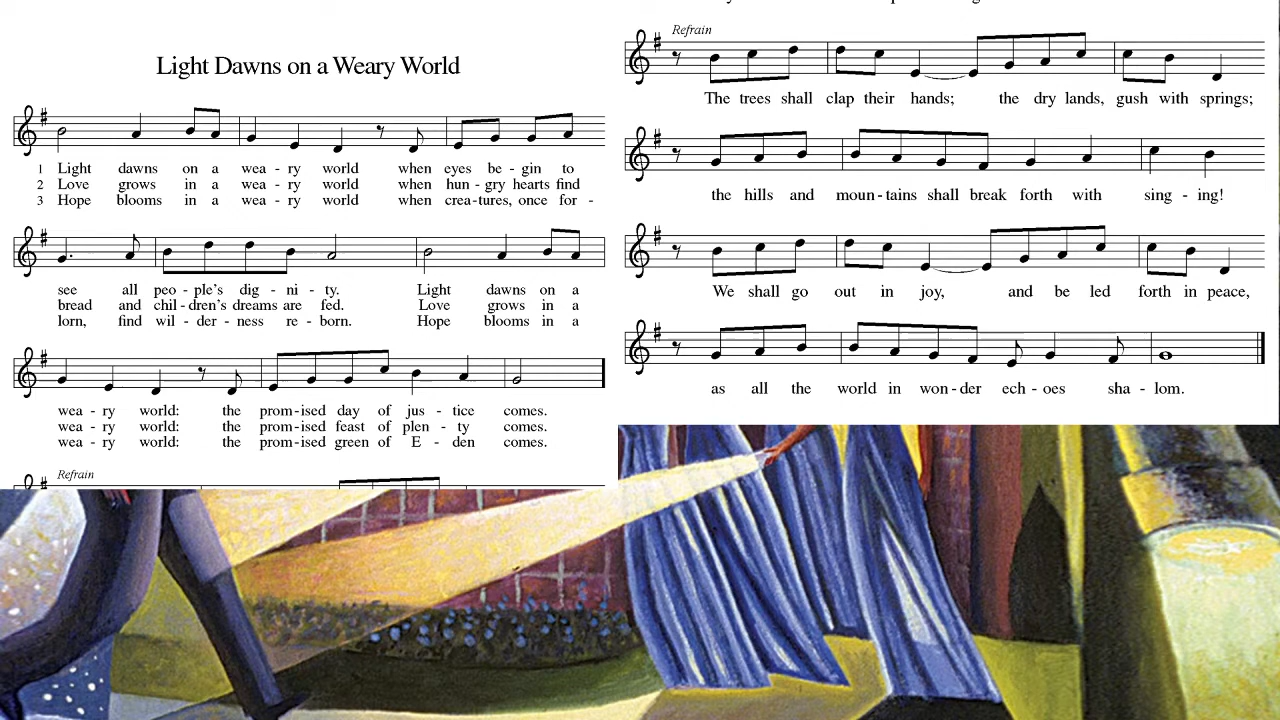 Light Dawns on a Weary World
1 Light dawns on a wea - ry world when eyes be - gin to
2 Love grows in a wea - ry world when hun - gry hearts find
3 Hope blooms in a wea - ry world when crea - tures, once for -
see all peo - ple's dig - ni - ty. Light dawns on a
bread and chil - dren's dreams are fed. Love grows in a
lorn, find wil - der - ness re - born. Hope blooms in a
wea - ry world: the prom - ised day of jus - tice comes.
wea - ry world: the prom - ised feast of plen - ty comes.
wea - ry world: the prom - ised green of E - den comes.
Refrain
Refrain
The trees shall clap their hands; the dry lands, gush with springs;
the hills and moun - tains shall break forth with sing - ing!
We shall go out in joy, and be led forth in peace,
as all the world in won - der ech - oes sha - lom.